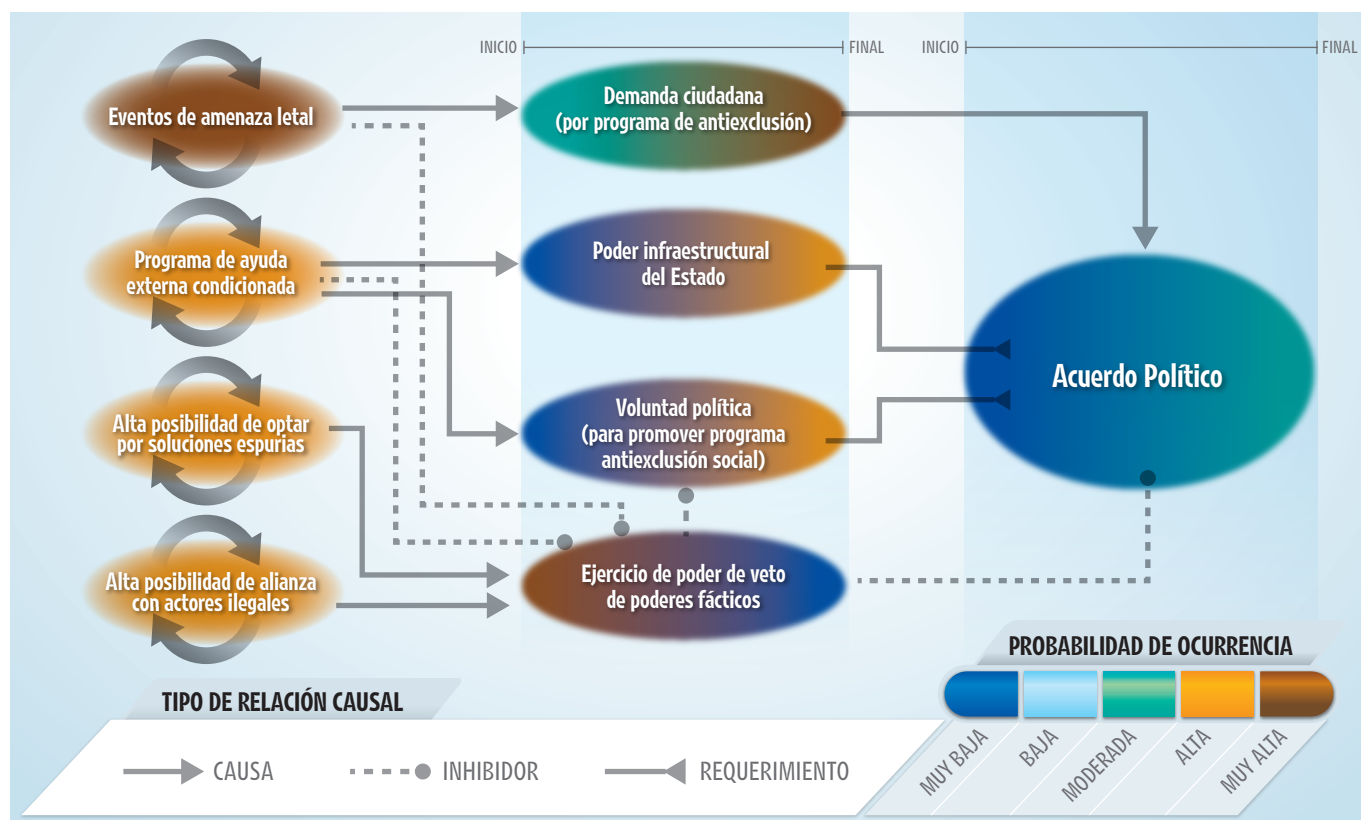 INICIO
FINAL
INICIO
FINAL
Eventos de amenaza letal
Demanda ciudadana
(por programa de antiexclusión)
Programa de ayuda
externa condicionada
Poder infraestructural
del Estado
Acuerdo Político
Alta posibilidad de optar
por soluciones espurias
Voluntad política
(para promover programa
antiexclusión social)
Alta posibilidad de alianza
con actores ilegales
Ejercicio de poder de veto
de poderes fácticos
PROBABILIDAD DE OCURRENCIA
MUY BAJA
BAJA
MODERADA
ALTA
MUY ALTA
TIPO DE RELACIÓN CAUSAL
CAUSA
INHIBIDOR
REQUERIMIENTO